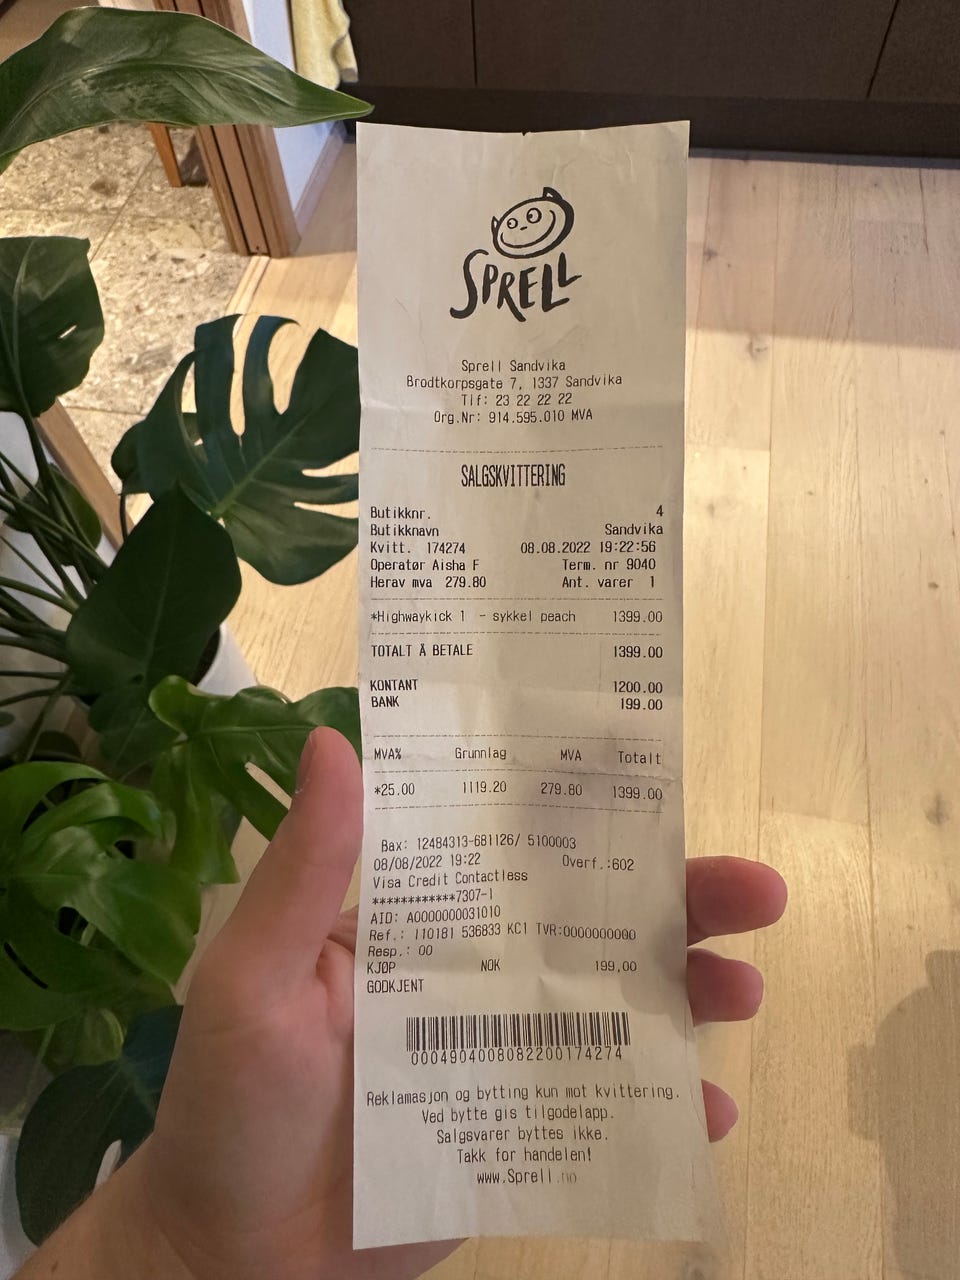 SPRELL
Sprell Sandvika
Brodtkorpsgate 7, 1337 Sandvika
Tlf: 23 22 22 22
Org.Nr: 914.595.010 MVA
SALGSKVITTERING
Butikknr. 4
Butikknavn Sandvika
Kvitt. 174274 08.08.2022 19:22:56
Operatør Aisha F Term. nr 9040
Herav mva 279.80 Ant. varer 1
*Highwaykick 1 - sykkel peach 1399.00
TOTALT Å BETALE 1399.00
KONTANT 1200.00
BANK 199.00
MVA% Grunnlag MVA Totalt
*25.00 1119.20 279.80 1399.00
Bax: 12484313-681126/ 5100003
08/08/2022 19:22 Overf.:602
Visa Credit Contactless
************7307-1
AID: A0000000031010
Ref.: 110181 536833 KC1 TVR:0000000000
Resp.: 00
KJØP NOK 199,00
GODKJENT
0004904008082200174274
Reklamasjon og bytting kun mot kvittering.
Ved bytte gis tilgodelapp.
Salgsvarer byttes ikke.
Takk for handelen!
www.Sprell.no